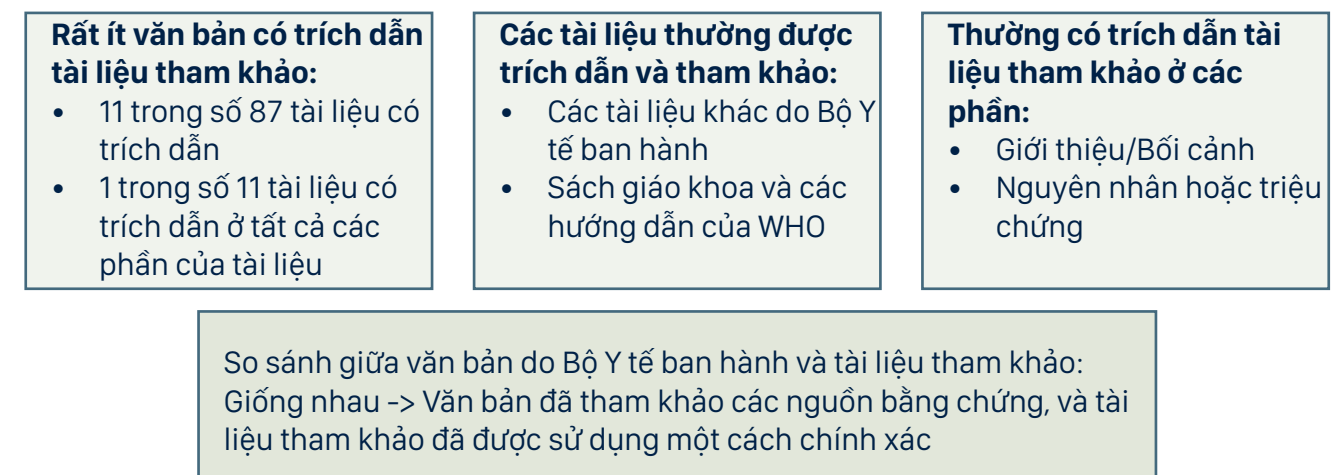 Rất ít văn bản có trích dẫn
tài liệu tham khảo:
• 11 trong số 87 tài liệu có
trích dẫn
• 1 trong số 11 tài liệu có
trích dẫn ở tất cả các
phần của tài liệu
Các tài liệu thường được
trích dẫn và tham khảo:
• Các tài liệu khác do Bộ Y
tế ban hành
• Sách giáo khoa và các
hướng dẫn của WHO
Thường có trích dẫn tài
liệu tham khảo ở các
phần:
• Giới thiệu/Bối cảnh
• Nguyên nhân hoặc triệu
chứng
So sánh giữa văn bản do Bộ Y tế ban hành và tài liệu tham khảo:
Giống nhau -> Văn bản đã tham khảo các nguồn bằng chứng, và tài
liệu tham khảo đã được sử dụng một cách chính xác